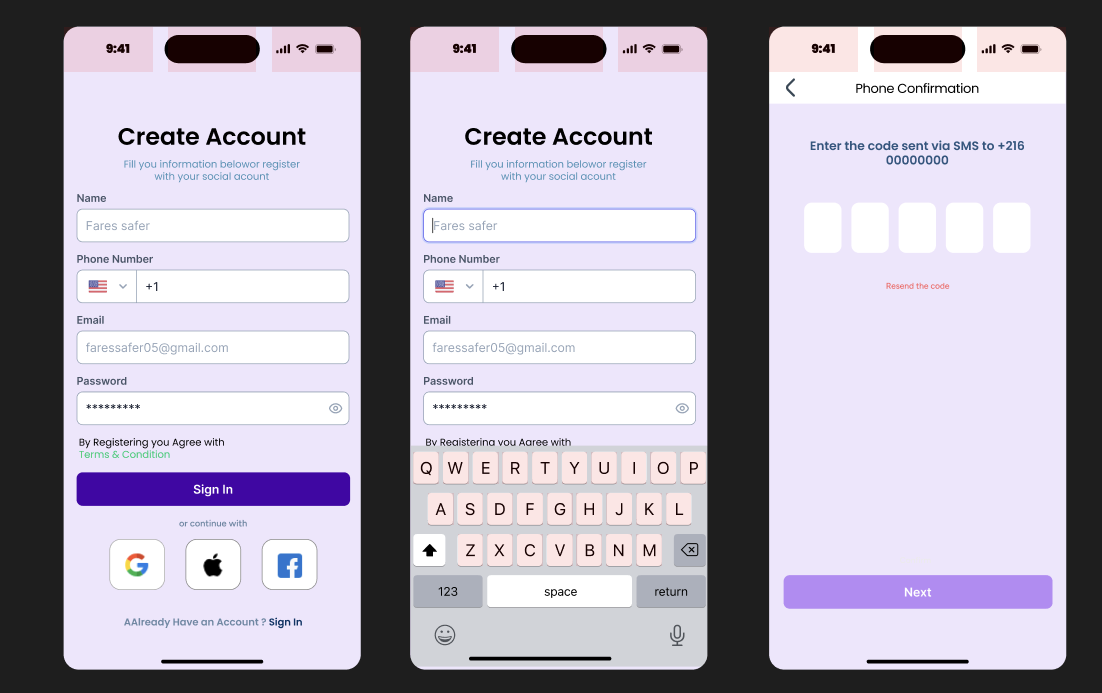 9:41
Create Account
Fill you information belowor register
with your social acount
Name
Fares safer
Phone Number
+1
Email
faressafer05@gmail.com
Password
*********
By Registering you Agree with
Terms & Condition
Sign In
or continue with
AAlready Have an Account ? Sign In
9:41
Create Account
Fill you information belowor register
with your social acount
Name
Fares safer
Phone Number
+1
Email
faressafer05@gmail.com
Password
*********
By Registering you Agree with
Q W E R T Y U I O P
A S D F G H J K L
Z X C V B N M
123 space return
9:41
Phone Confirmation
Enter the code sent via SMS to +216
00000000
Resend the code
Next